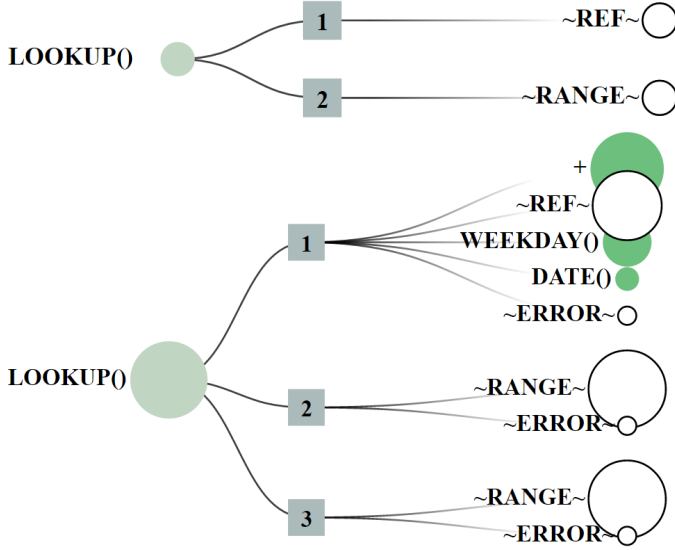 LOOKUP()
1
~REF~
2
~RANGE~
LOOKUP()
1
+
~REF~
WEEKDAY()
DATE()
~ERROR~
2
~RANGE~
~ERROR~
3
~RANGE~
~ERROR~